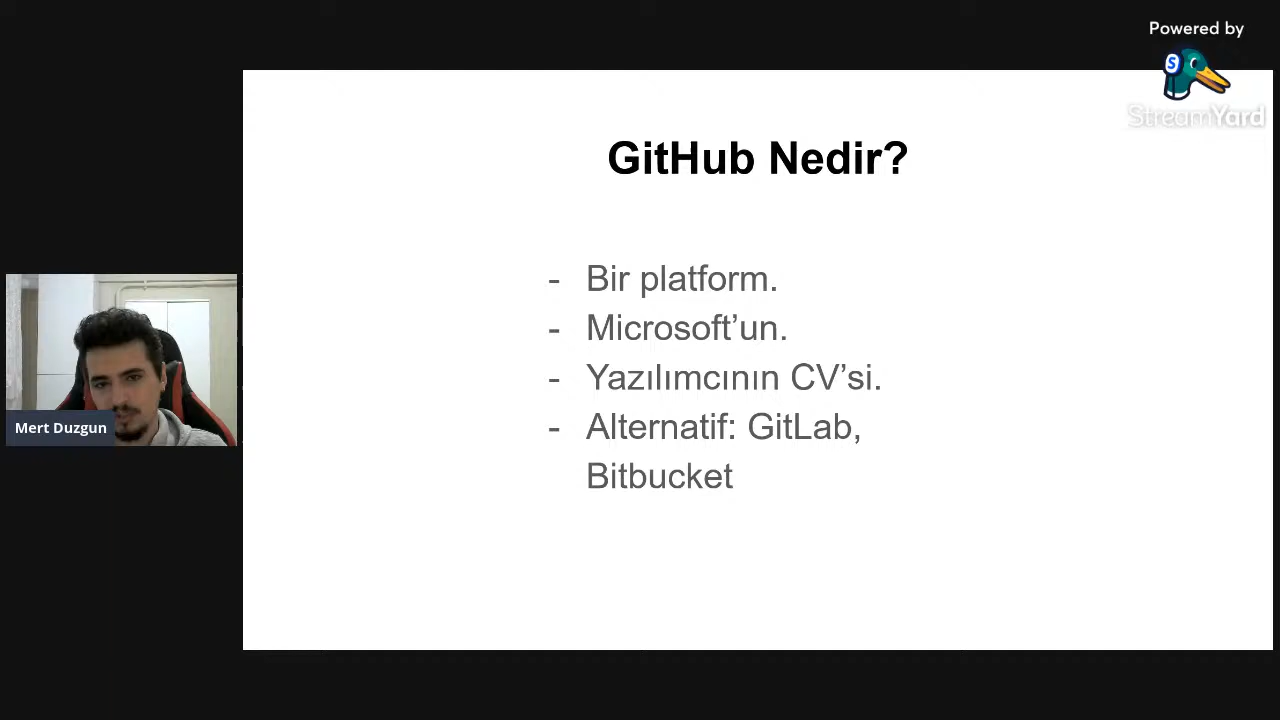 Powered by
StreamYard
GitHub Nedir?
- Bir platform.
- Microsoft’un.
- Yazılımcının CV’si.
- Alternatif: GitLab,
Bitbucket
Mert Duzgun